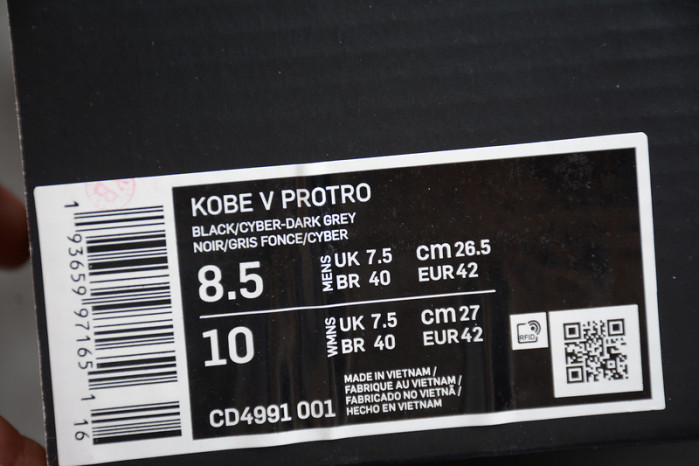 KOBE V PROTRO
BLACK/CYBER-DARK GREY
NOIR/GRIS FONCE/CYBER
8.5 MENS UK 7.5 cm 26.5
BR 40 EUR 42
10 WMNS UK 7.5 cm 27
BR 40 EUR 42
MADE IN VIETNAM /
FABRIQUE AU VIETNAM /
FABRICADO NO VIETNÃ /
HECHO EN VIETNAM
CD4991 001
RFID
1 93659 97165 1 16